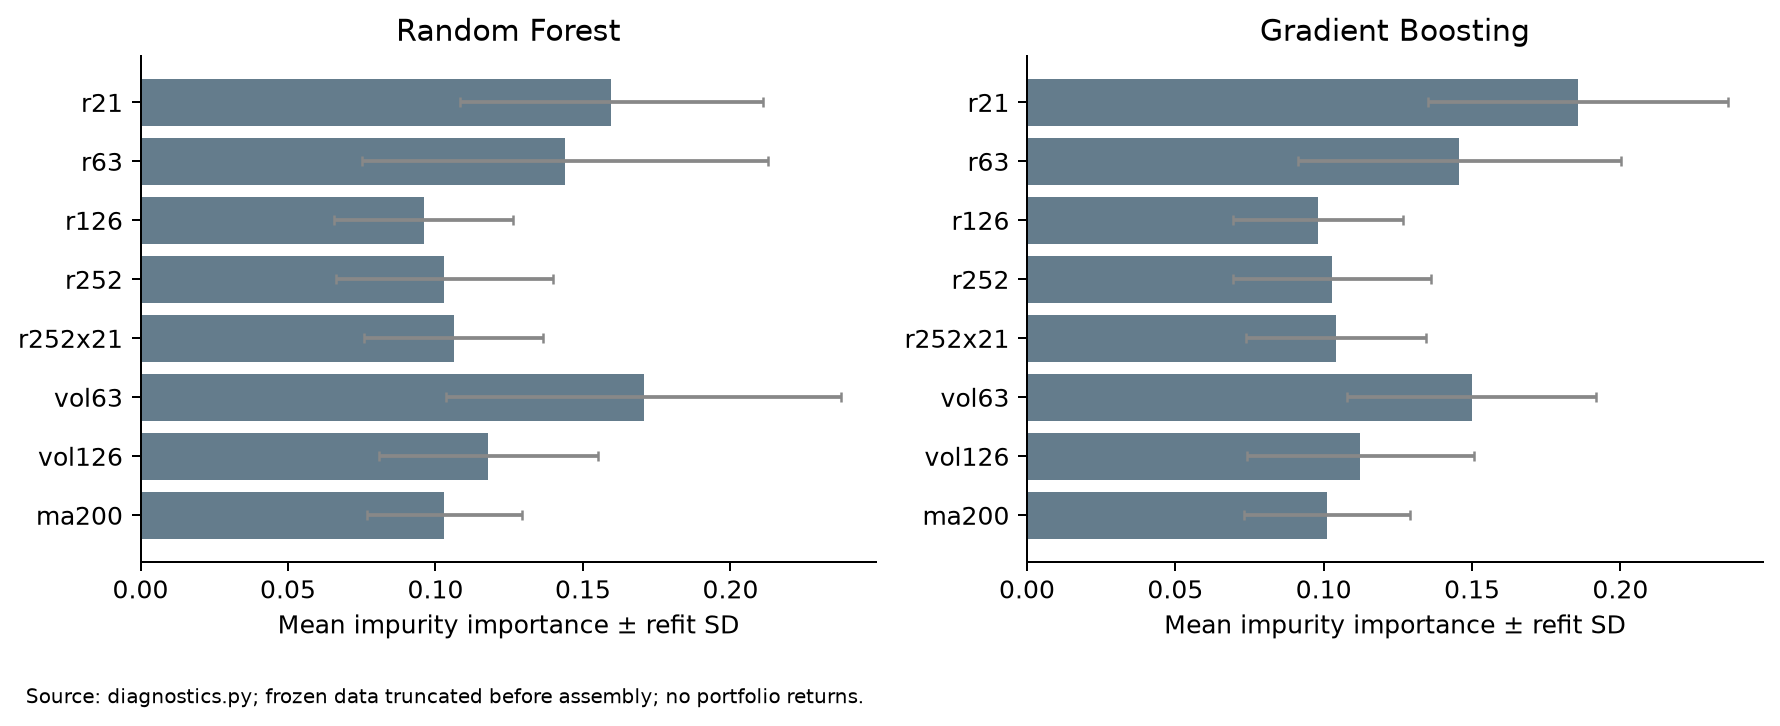 Random Forest
r21
r63
r126
r252
r252x21
vol63
vol126
ma200
0.00 0.05 0.10 0.15 0.20
Mean impurity importance ± refit SD
Gradient Boosting
r21
r63
r126
r252
r252x21
vol63
vol126
ma200
0.00 0.05 0.10 0.15 0.20
Mean impurity importance ± refit SD
Source: diagnostics.py; frozen data truncated before assembly; no portfolio returns.